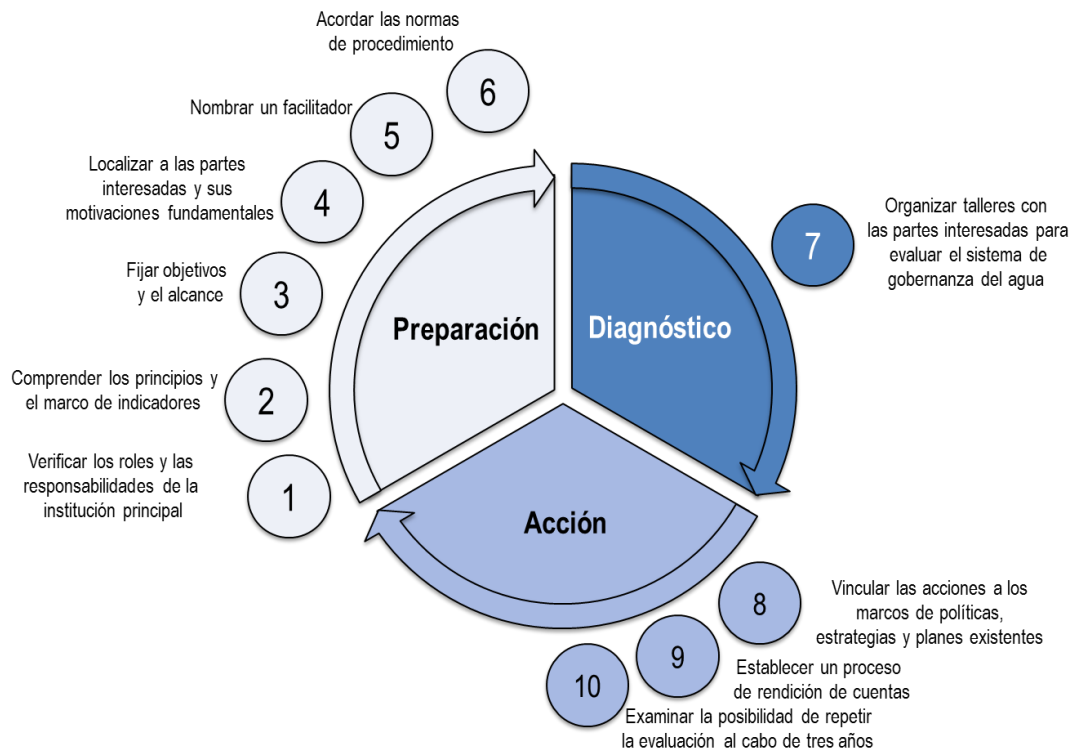 Acordar las normas
de procedimiento
6
Nombrar un facilitador
5
Localizar a las partes
interesadas y sus
motivaciones fundamentales
4
Fijar objetivos
y el alcance
3
Comprender los principios y
el marco de indicadores
2
Verificar los roles y las
responsabilidades de la
institución principal
1
Preparación
Diagnóstico
7
Organizar talleres con
las partes interesadas para
evaluar el sistema de
gobernanza del agua
Acción
8
Vincular las acciones a los
marcos de políticas,
estrategias y planes existentes
9
Establecer un proceso
de rendición de cuentas
10
Examinar la posibilidad de repetir
la evaluación al cabo de tres años